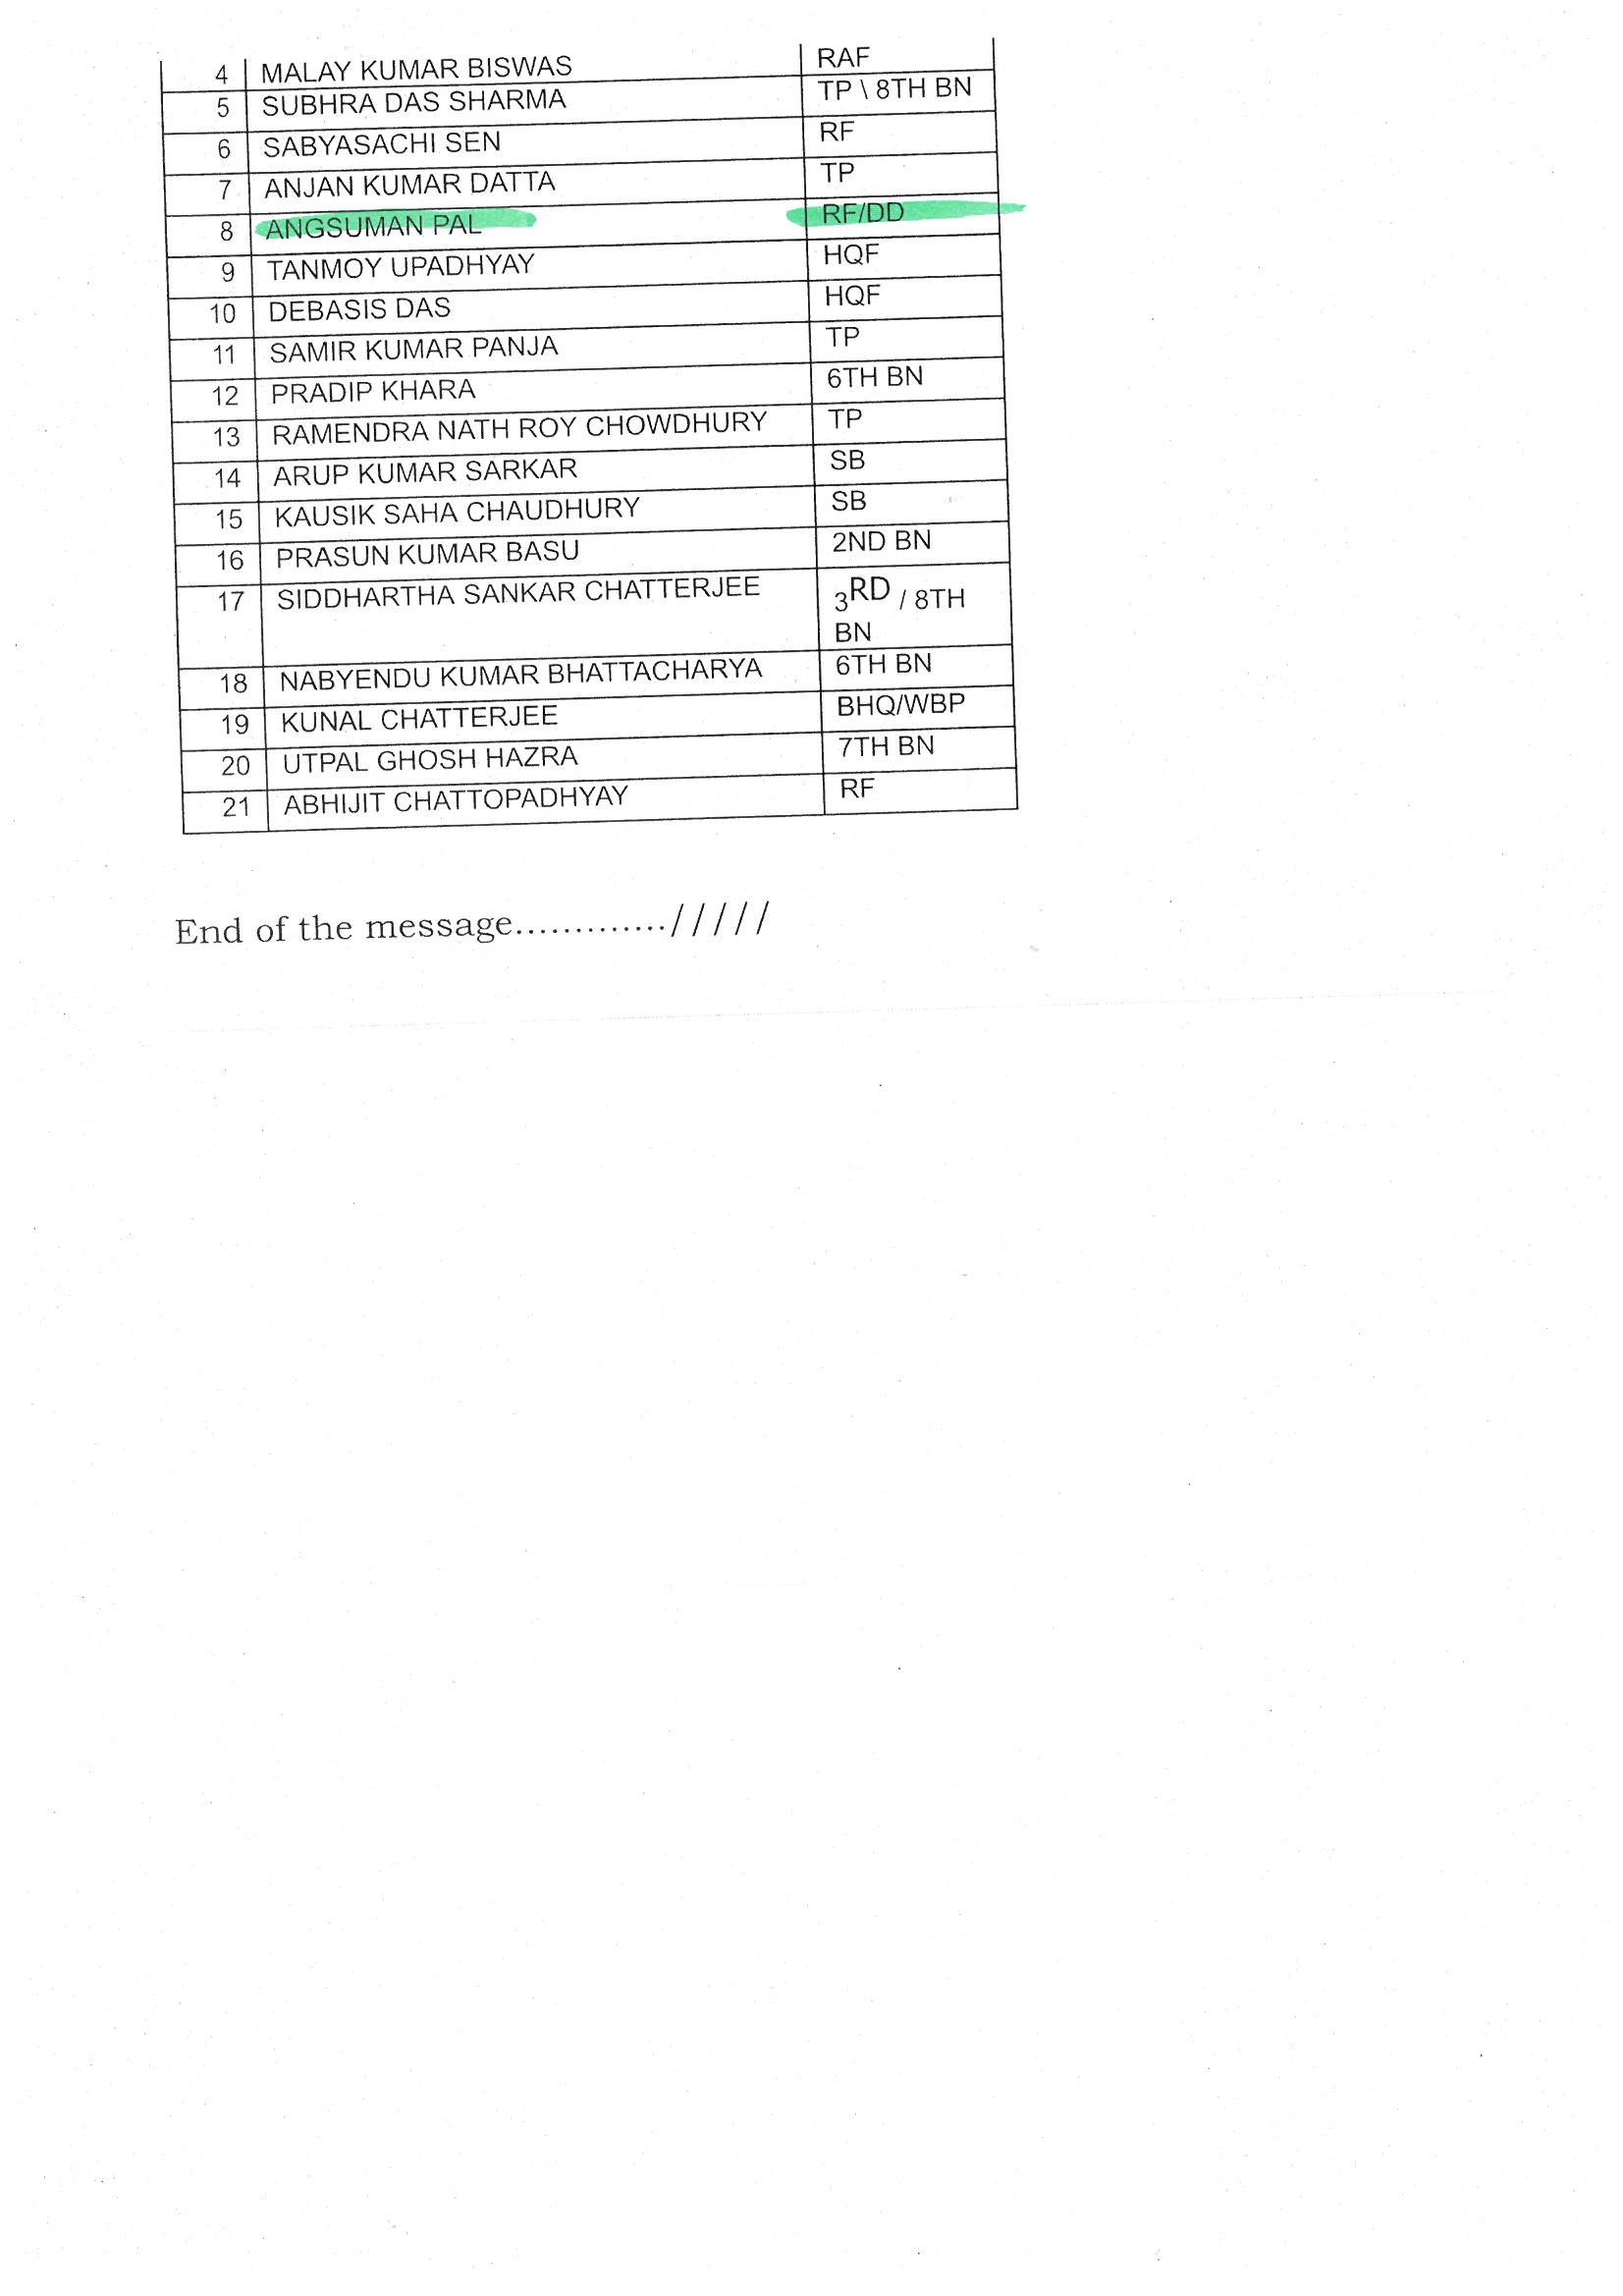 4 MALAY KUMAR BISWAS RAF
5 SUBHRA DAS SHARMA TP \ 8TH BN
6 SABYASACHI SEN RF
7 ANJAN KUMAR DATTA TP
8 ANGSUMAN PAL RF/DD
9 TANMOY UPADHYAY HQF
10 DEBASIS DAS HQF
11 SAMIR KUMAR PANJA TP
12 PRADIP KHARA 6TH BN
13 RAMENDRA NATH ROY CHOWDHURY TP
14 ARUP KUMAR SARKAR SB
15 KAUSIK SAHA CHAUDHURY SB
16 PRASUN KUMAR BASU 2ND BN
17 SIDDHARTHA SANKAR CHATTERJEE 3RD / 8TH
BN
18 NABYENDU KUMAR BHATTACHARYA 6TH BN
19 KUNAL CHATTERJEE BHQ/WBP
20 UTPAL GHOSH HAZRA 7TH BN
21 ABHIJIT CHATTOPADHYAY RF
End of the message............./////